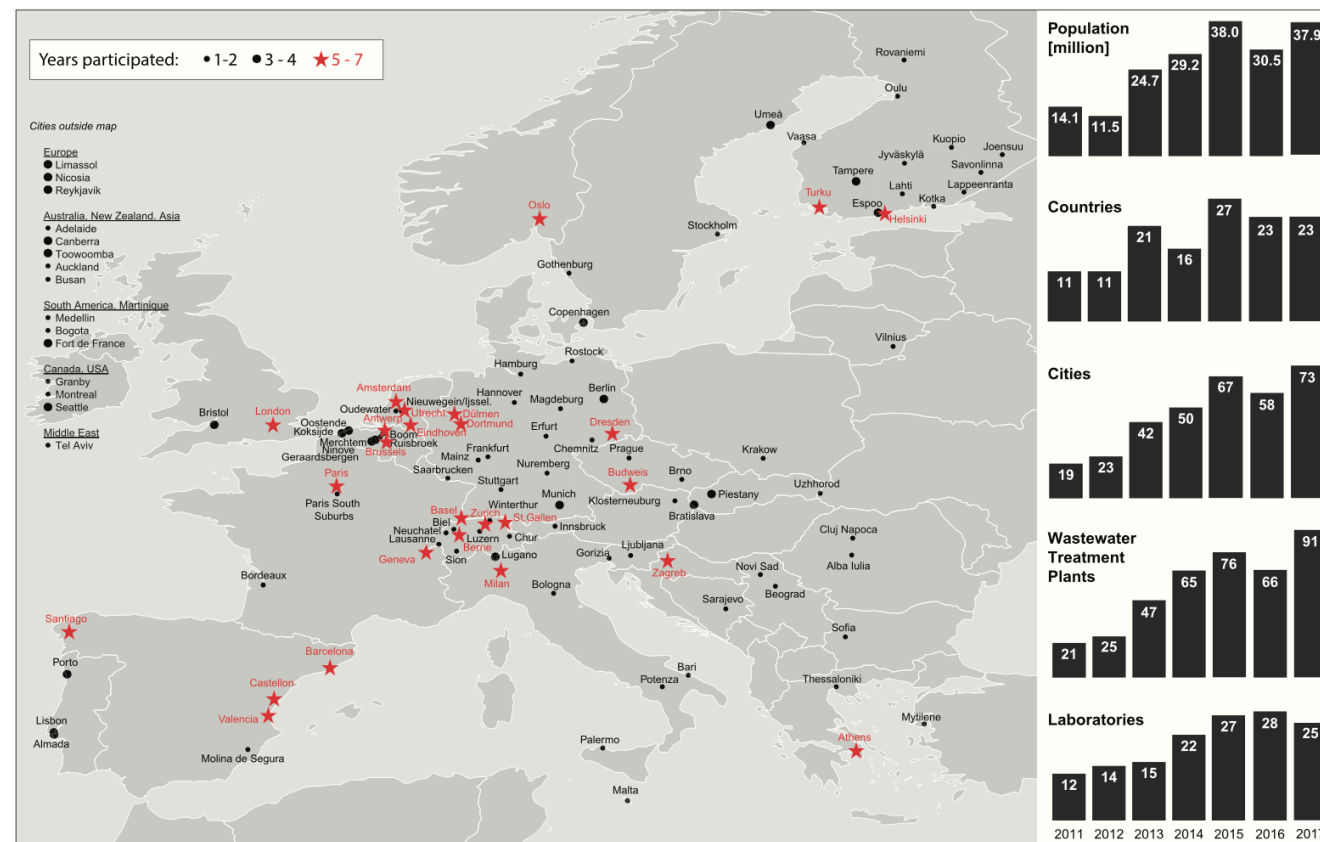 Years participated: 1-2 3 - 4 5 - 7
Cities outside map
Europe
Limassol
Nicosia
Reykjavik
Australia, New Zealand, Asia
Adelaide
Canberra
Toowoomba
Auckland
Busan
South America, Martinique
Medellin
Bogota
Fort de France
Canada, USA
Granby
Montreal
Seattle
Middle East
Tel Aviv
Rovaniemi
Oulu
Umeå
Vaasa
Kuopio
Joensuu
Jyväskylä
Savonlinna
Tampere
Lappeenranta
Lahti
Turku
Kotka
Espoo
Helsinki
Oslo
Stockholm
Gothenburg
Copenhagen
Vilnius
Rostock
Hamburg
Amsterdam
Hannover
Berlin
Nieuwegein/Ijssel.
Magdeburg
Oudewater
Utrecht
Dülmen
Bristol
London
Antwerp
Dortmund
Oostende
Dresden
Koksijde
Eindhoven
Erfurt
Boom
Merchtem
Ruisbroek
Chemnitz
Ninove
Brussels
Frankfurt
Prague
Krakow
Geraardsbergen
Mainz
Nuremberg
Saarbrucken
Paris
Budweis
Brno
Stuttgart
Uzhhorod
Munich
Piestany
Paris South
Suburbs
Klosterneuburg
Winterthur
Basel
Zurich
St.Gallen
Bratislava
Biel
Neuchatel
Innsbruck
Cluj Napoca
Lausanne
Luzern
Chur
Berne
Ljubljana
Gorizia
Geneva
Sion
Lugano
Alba Iulia
Zagreb
Novi Sad
Milan
Bordeaux
Bologna
Beograd
Sarajevo
Santiago
Sofia
Barcelona
Porto
Bari
Potenza
Thessaloniki
Castellon
Valencia
Lisbon
Almada
Mytilene
Athens
Palermo
Molina de Segura
Malta
Population
[million]
14.1 11.5 24.7 29.2 38.0 30.5 37.9
Countries
11 11 21 16 27 23 23
Cities
19 23 42 50 67 58 73
Wastewater
Treatment
Plants
21 25 47 65 76 66 91
Laboratories
12 14 15 22 27 28 25
2011 2012 2013 2014 2015 2016 2017